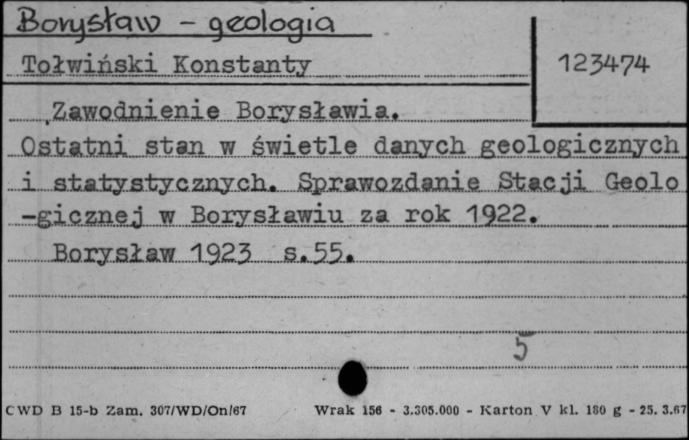 Borysław - geologia
Tołwiński Konstanty
123474
Zawodnienie Borysławia.
Ostatni stan w świetle danych geologicznych
i statystycznych. Sprawozdanie Stacji Geolo
-gicznej w Borysławiu za rok 1922.
Borysław 1923 s.55.
5
CWD B 15-b Zam. 307/WD/On/67 Wrak 156 - 3.305.000 - Karton V kl. 180 g - 25. 3.67